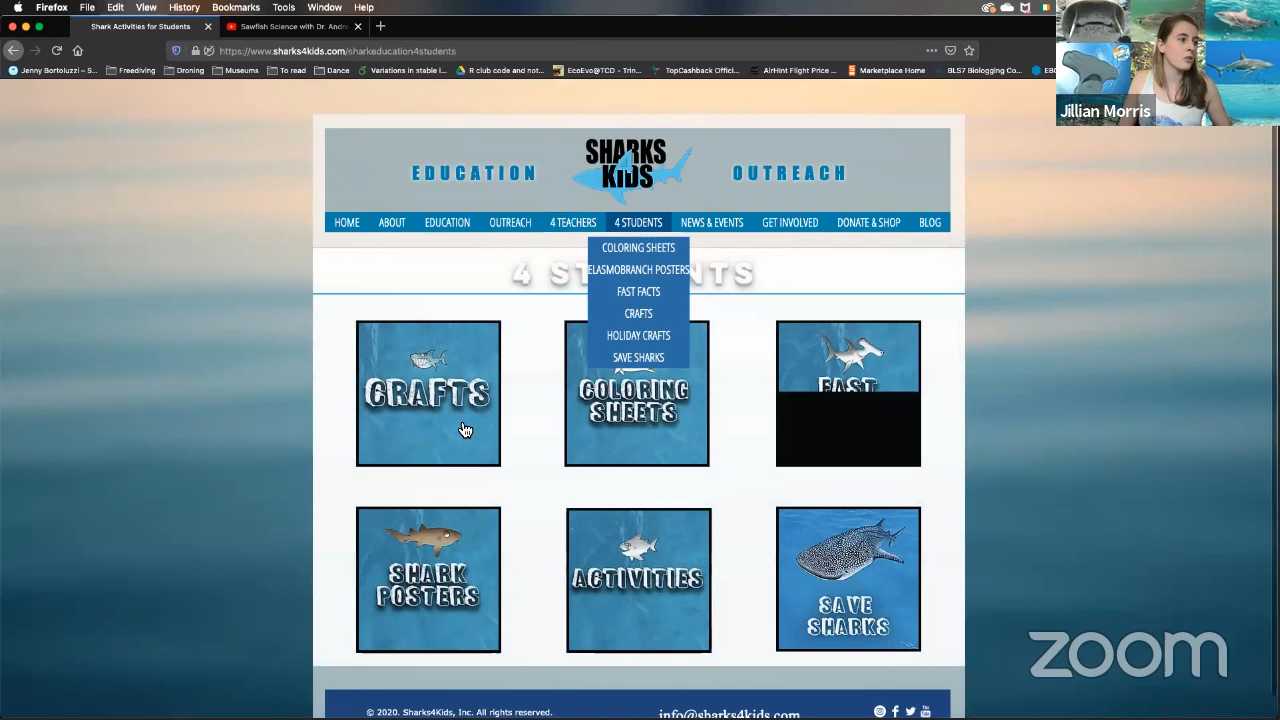 Firefox File Edit View History Bookmarks Tools Window Help
Shark Activities for Students
Sawfish Science with Dr. Andre
https://www.sharks4kids.com/sharkeducation4students
Jenny Bortoluzzi – S... Freediving Droning Museums To read Dance Variations in stable i... R club code and not... EcoEvo@TCD - Trin... TopCashback Offici... AirHint Flight Price ... Marketplace Home BLS7 Biologging Co...
Jillian Morris
EDUCATION
SHARKS
4
KIDS
OUTREACH
HOME ABOUT EDUCATION OUTREACH 4 TEACHERS 4 STUDENTS NEWS & EVENTS GET INVOLVED DONATE & SHOP BLOG
COLORING SHEETS
ELASMOBRANCH POSTERS
FAST FACTS
CRAFTS
HOLIDAY CRAFTS
SAVE SHARKS
CRAFTS
COLORING
SHEETS
FAST
SHARK
POSTERS
ACTIVITIES
SAVE
SHARKS
zoom
© 2020. Sharks4Kids, Inc. All rights reserved.
info@sharks4kids.com